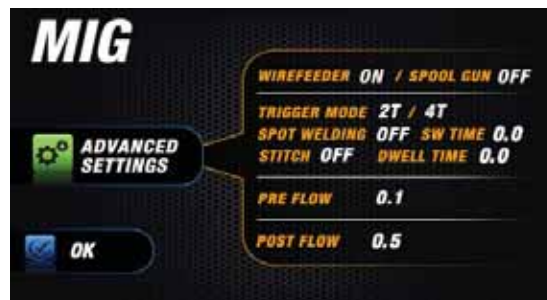 MIG
WIREFEEDER ON / SPOOL GUN OFF
TRIGGER MODE 2T / 4T
SPOT WELDING OFF SW TIME 0.0
STITCH OFF DWELL TIME 0.0
ADVANCED
SETTINGS
PRE FLOW 0.1
POST FLOW 0.5
OK